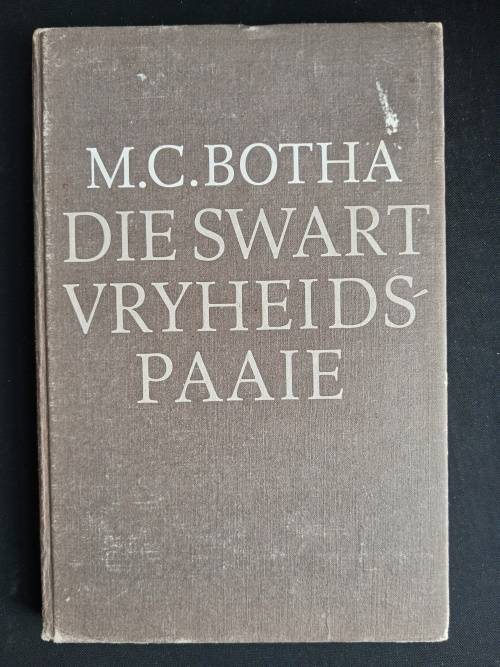 M.C.BOTHA
DIE SWART
VRYHEIDS-
PAAIE